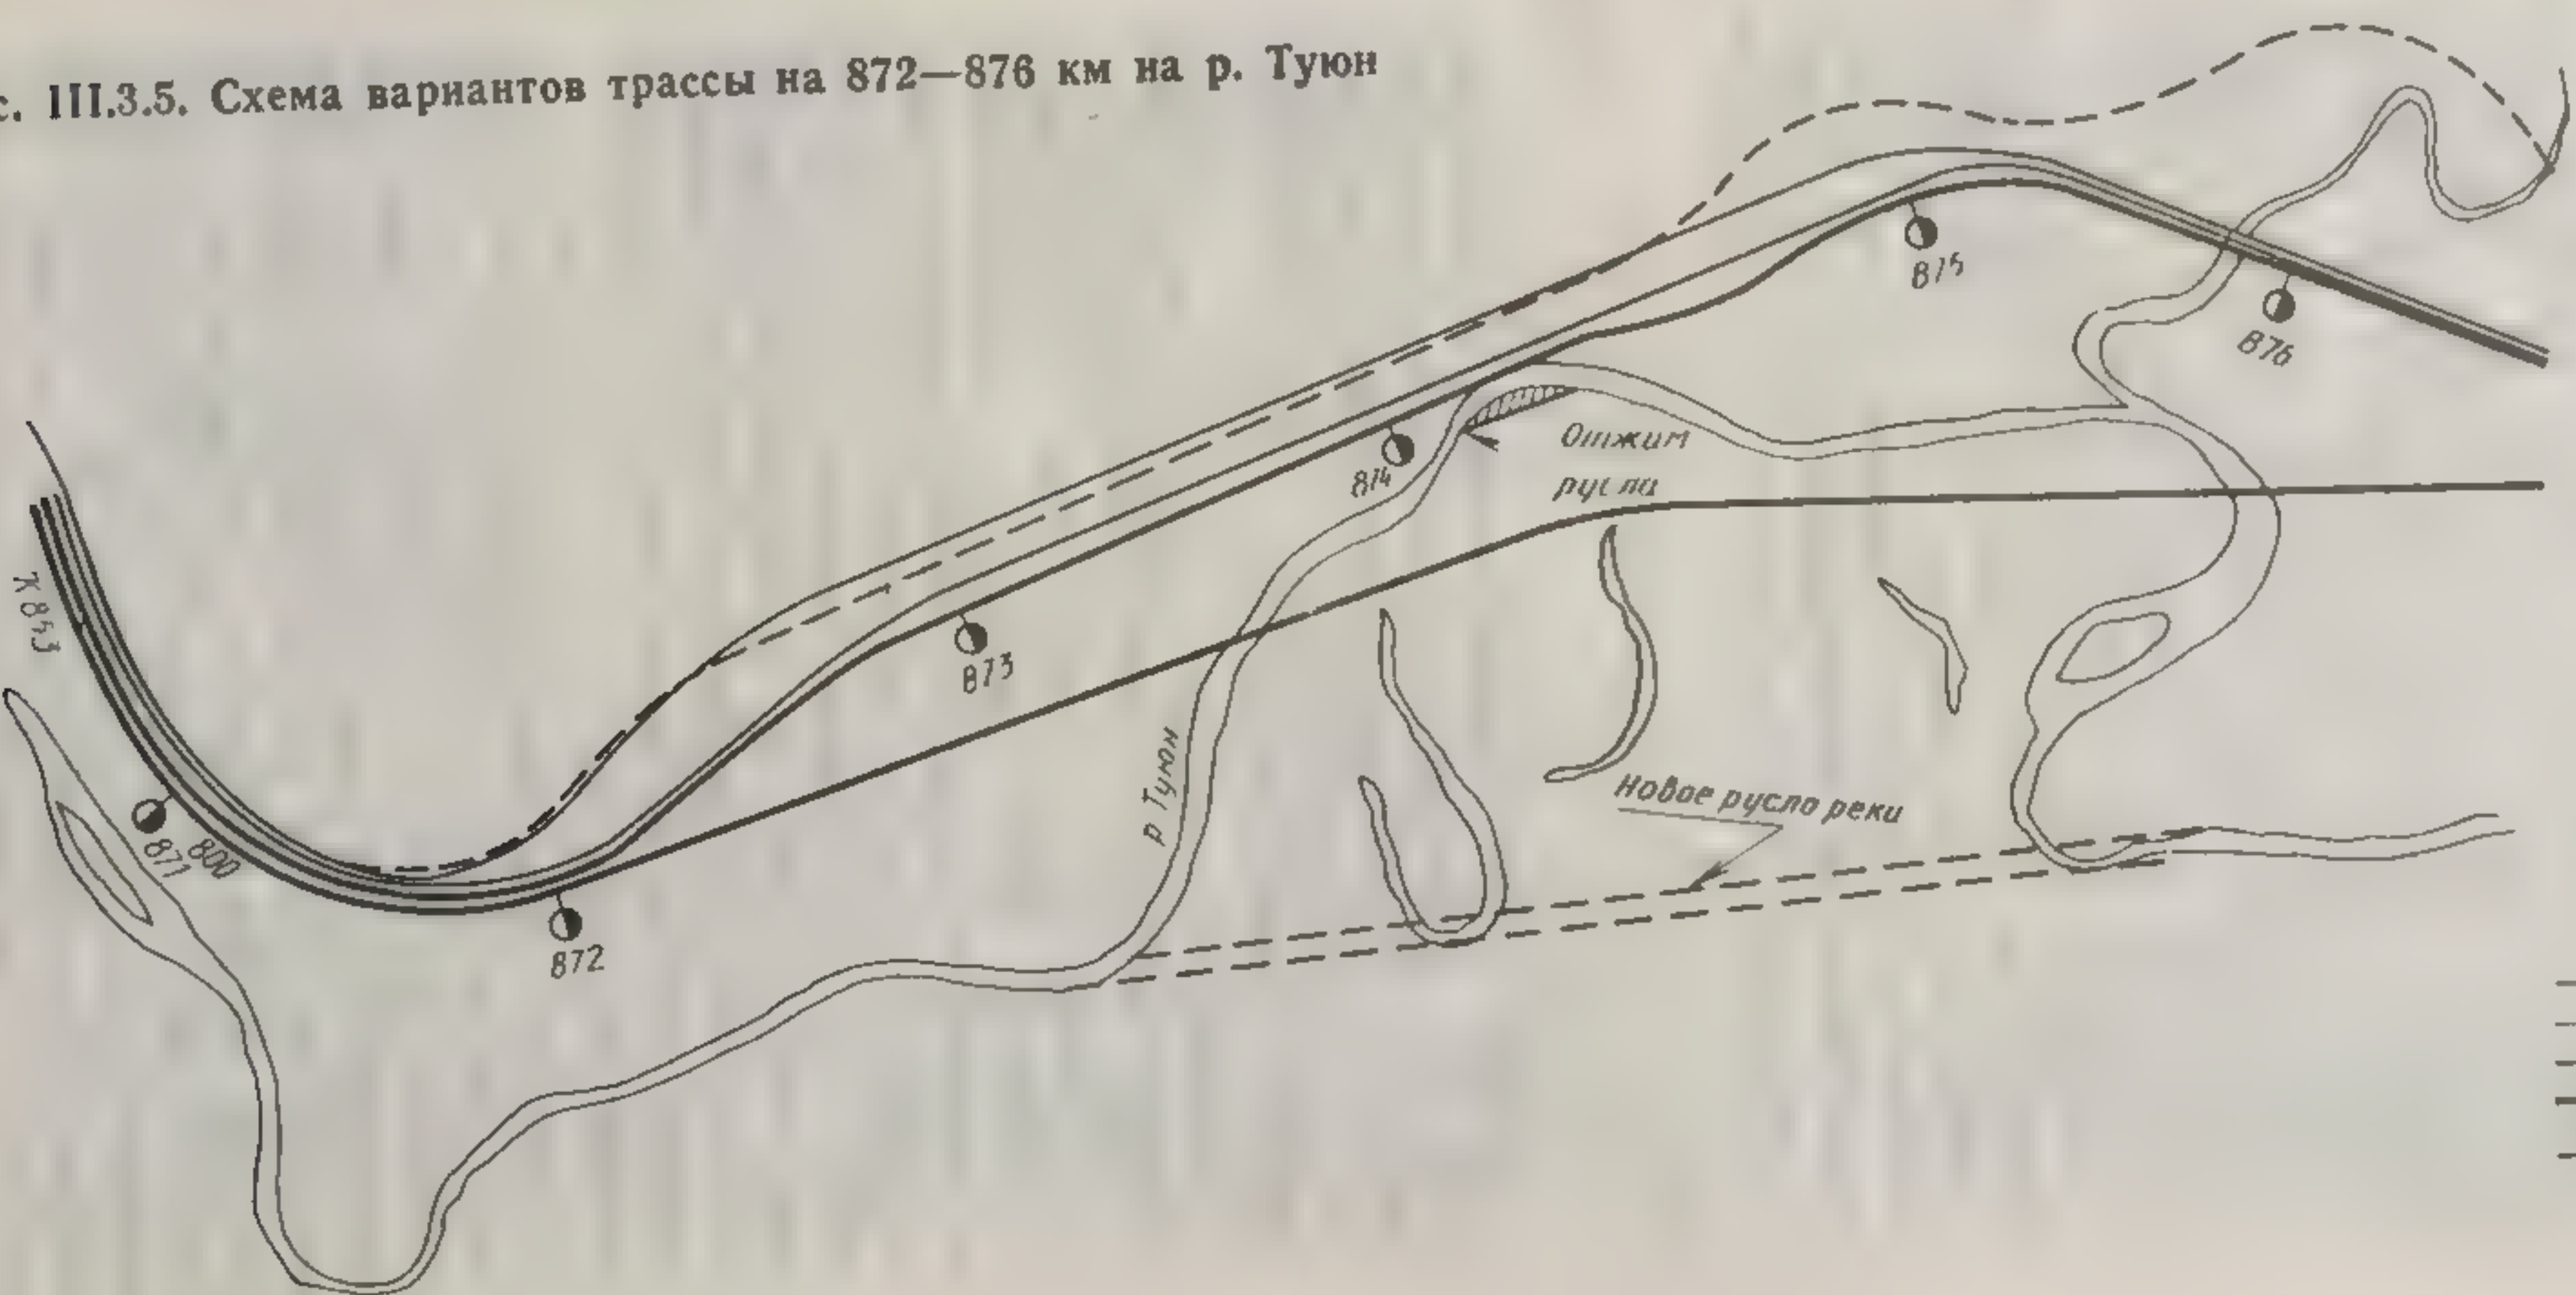 с. III.3.5. Схема вариантов трассы на 872—876 км на р. Туюн
875
876
874
Отжим
русла
873
р Туюн
Новое русло реки
871
800
872